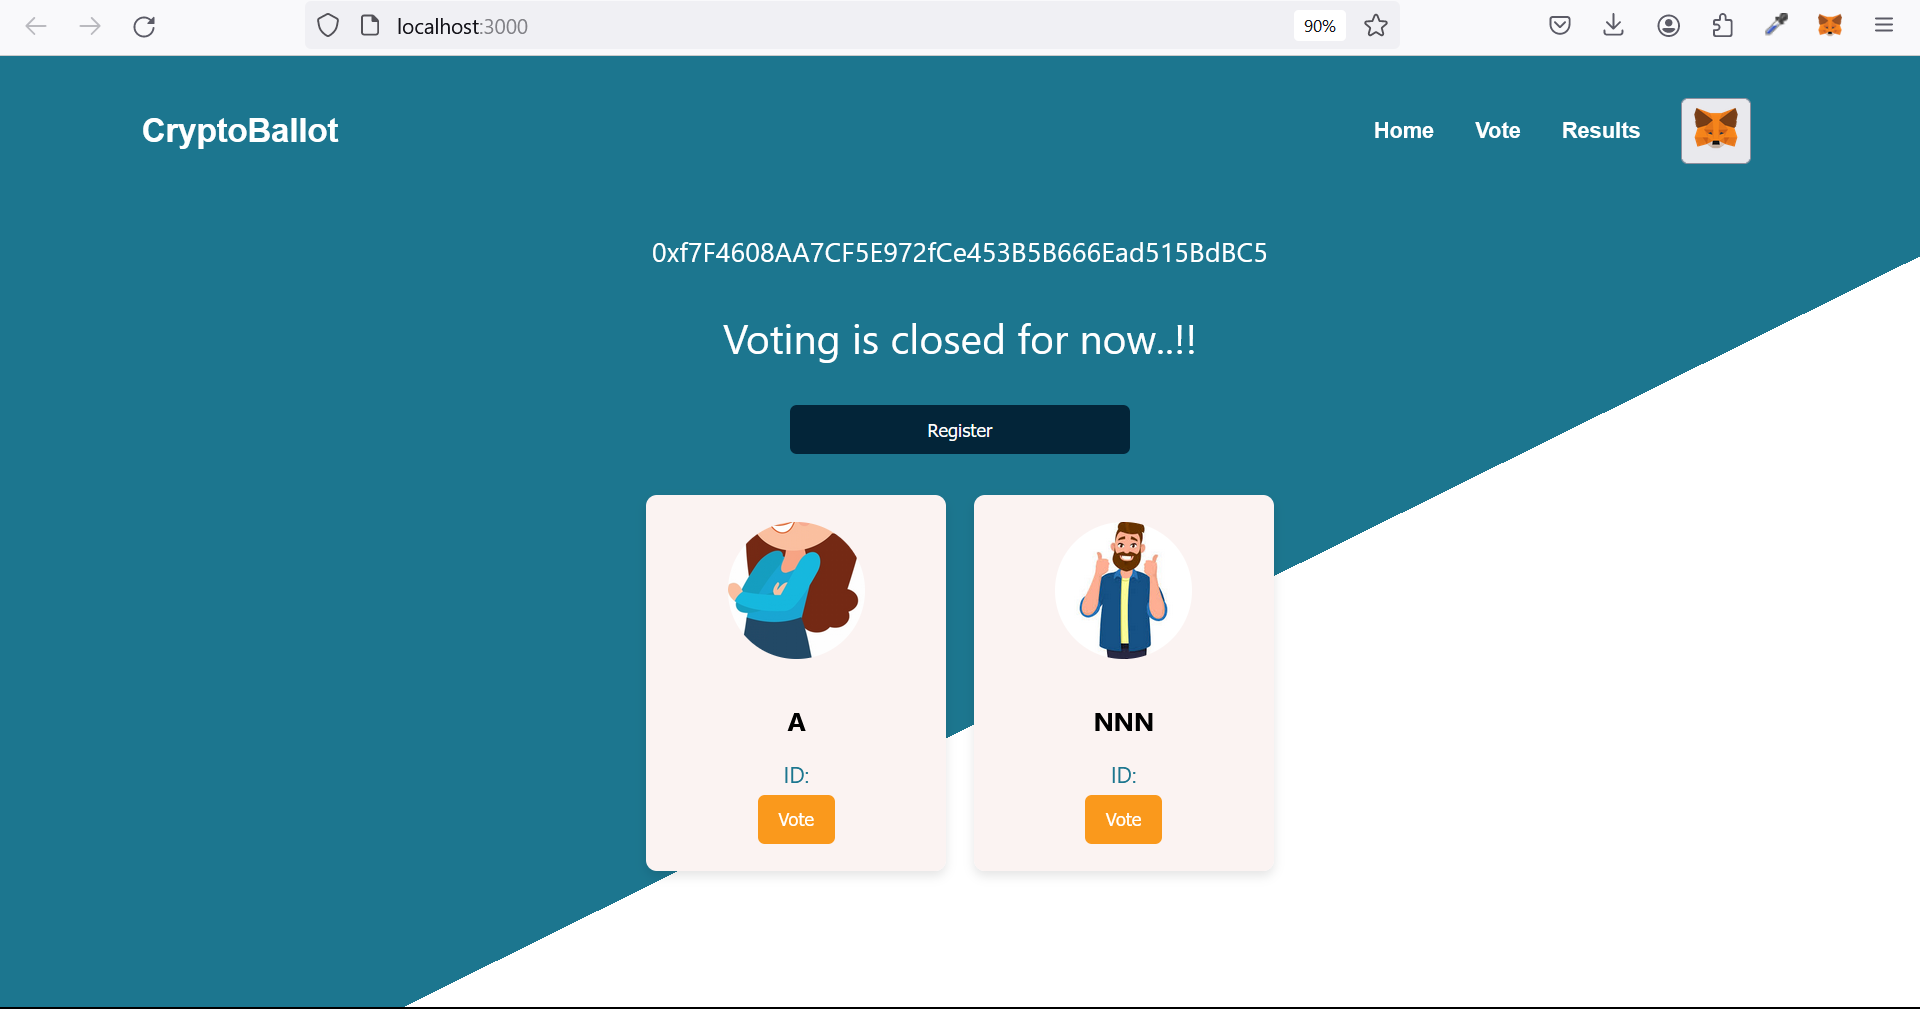 localhost:3000
90%
CryptoBallot
Home
Vote
Results
0xf7F4608AA7CF5E972fCe453B5B666Ead515BdBC5
Voting is closed for now..!!
Register
A
ID:
Vote
NNN
ID:
Vote